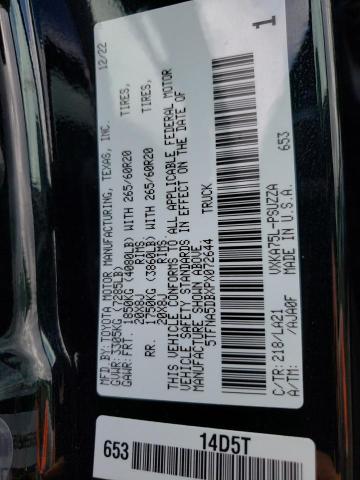 MFD.BY: TOYOTA MOTOR MANUFACTURING, TEXAS, INC. 12/22
GVWR: 3305KG (7285LB)
GAWR: FRT. 1850KG (4080LB) WITH 265/60R20 TIRES,
20X8J RIMS,
RR. 1750KG (3860LB) WITH 265/60R20 TIRES,
20X8J RIMS.
THIS VEHICLE CONFORMS TO ALL APPLICABLE FEDERAL MOTOR
VEHICLE SAFETY STANDARDS IN EFFECT ON THE DATE OF
MANUFACTURE SHOWN ABOVE.
5TFNA5DBXPX072644 TRUCK
1
C/TR: 218/LA21 VXKA75L-PSUZZA 653
A/TM: /AJA0F MADE IN U.S.A.
653 14D5T